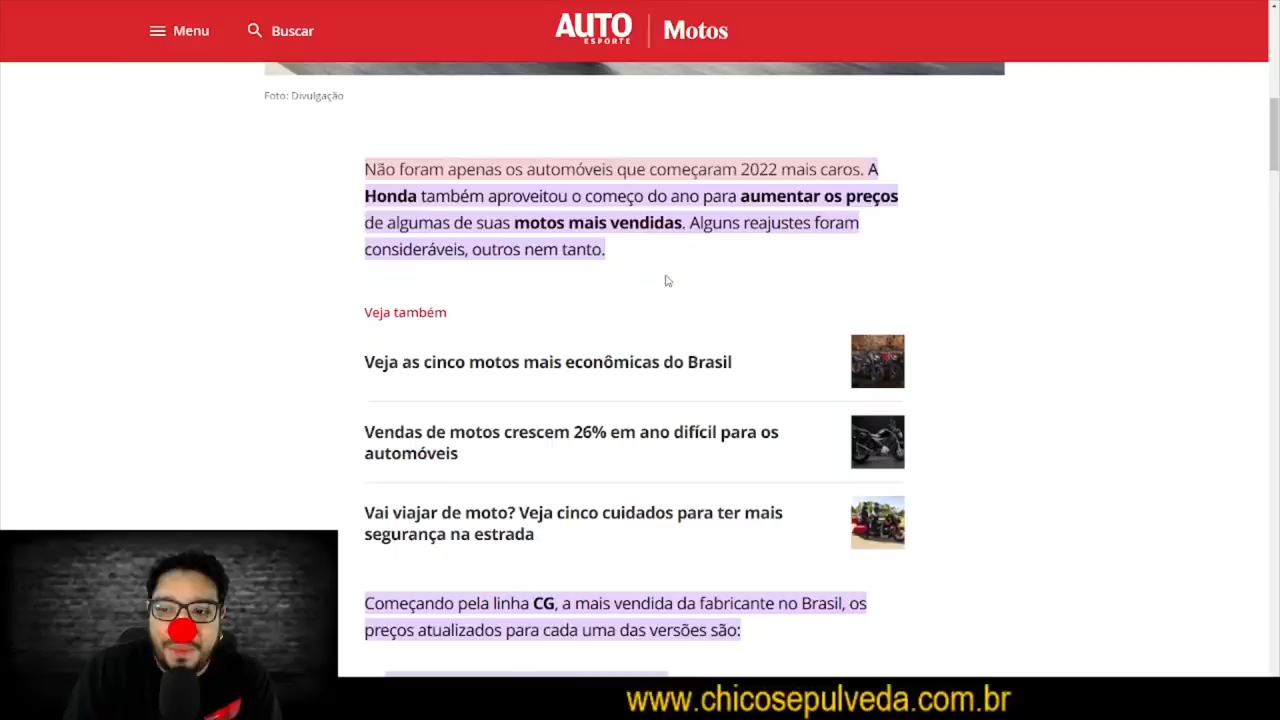 Menu
Buscar
AUTO
ESPORTE
Motos
Foto: Divulgação
Não foram apenas os automóveis que começaram 2022 mais caros. A
Honda também aproveitou o começo do ano para aumentar os preços
de algumas de suas motos mais vendidas. Alguns reajustes foram
consideráveis, outros nem tanto.
Veja também
Veja as cinco motos mais econômicas do Brasil
Vendas de motos crescem 26% em ano difícil para os
automóveis
Vai viajar de moto? Veja cinco cuidados para ter mais
segurança na estrada
Começando pela linha CG, a mais vendida da fabricante no Brasil, os
preços atualizados para cada uma das versões são:
www.chicosepulveda.com.br